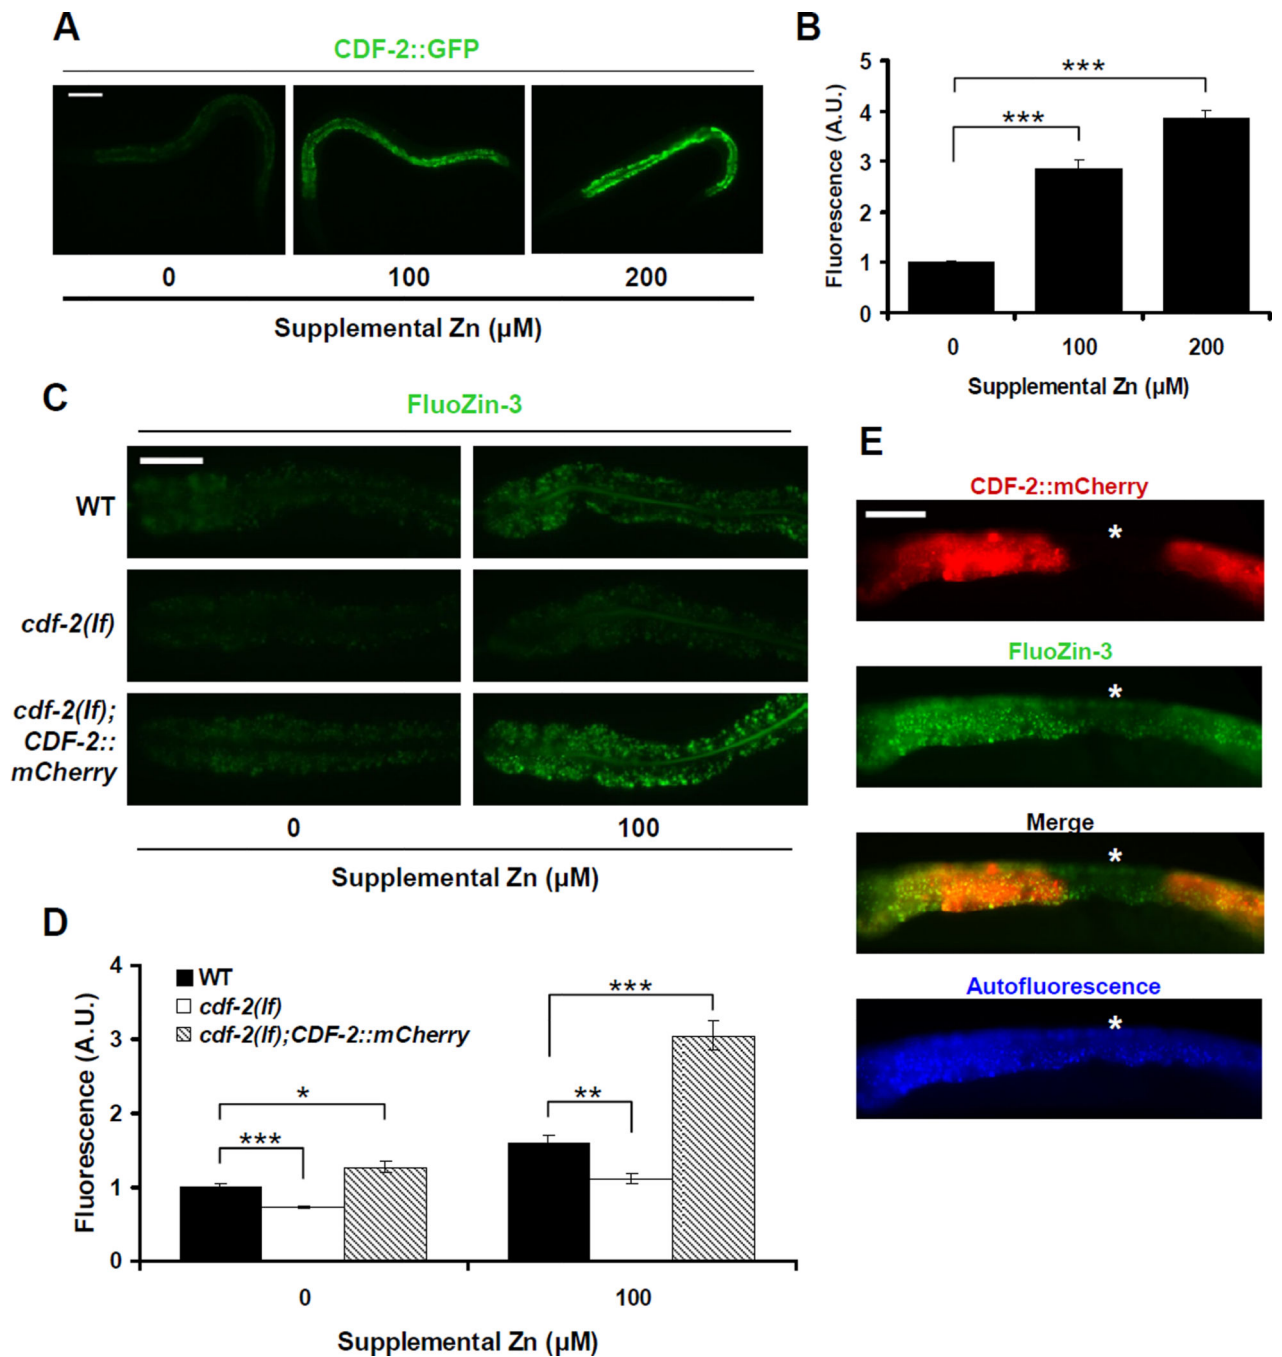 A
CDF-2::GFP
0 100 200
Supplemental Zn (µM)
B
Fluorescence (A.U.)
5
4
3
2
1
0
***
***
0 100 200
Supplemental Zn (µM)
C
FluoZin-3
WT
cdf-2(lf)
cdf-2(lf);
CDF-2::
mCherry
0 100
Supplemental Zn (µM)
D
Fluorescence (A.U.)
4
3
2
1
0
WT
cdf-2(lf)
cdf-2(lf);CDF-2::mCherry
***
*
**
***
0 100
Supplemental Zn (µM)
E
CDF-2::mCherry
*
FluoZin-3
*
Merge
*
Autofluorescence
*